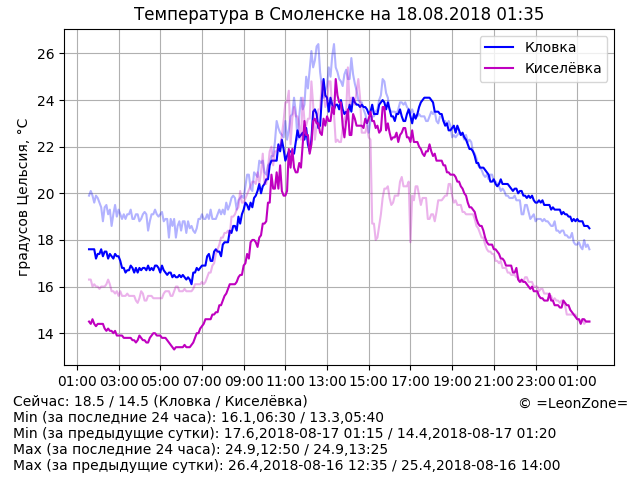 Температура в Смоленске на 18.08.2018 01:35
26
24
22
20
18
16
14
градусов Цельсия, °C
Кловка
Киселёвка
01:00 03:00 05:00 07:00 09:00 11:00 13:00 15:00 17:00 19:00 21:00 23:00 01:00
Сейчас: 18.5 / 14.5 (Кловка / Киселёвка)
© =LeonZone=
Min (за последние 24 часа): 16.1,06:30 / 13.3,05:40
Min (за предыдущие сутки): 17.6,2018-08-17 01:15 / 14.4,2018-08-17 01:20
Max (за последние 24 часа): 24.9,12:50 / 24.9,13:25
Max (за предыдущие сутки): 26.4,2018-08-16 12:35 / 25.4,2018-08-16 14:00